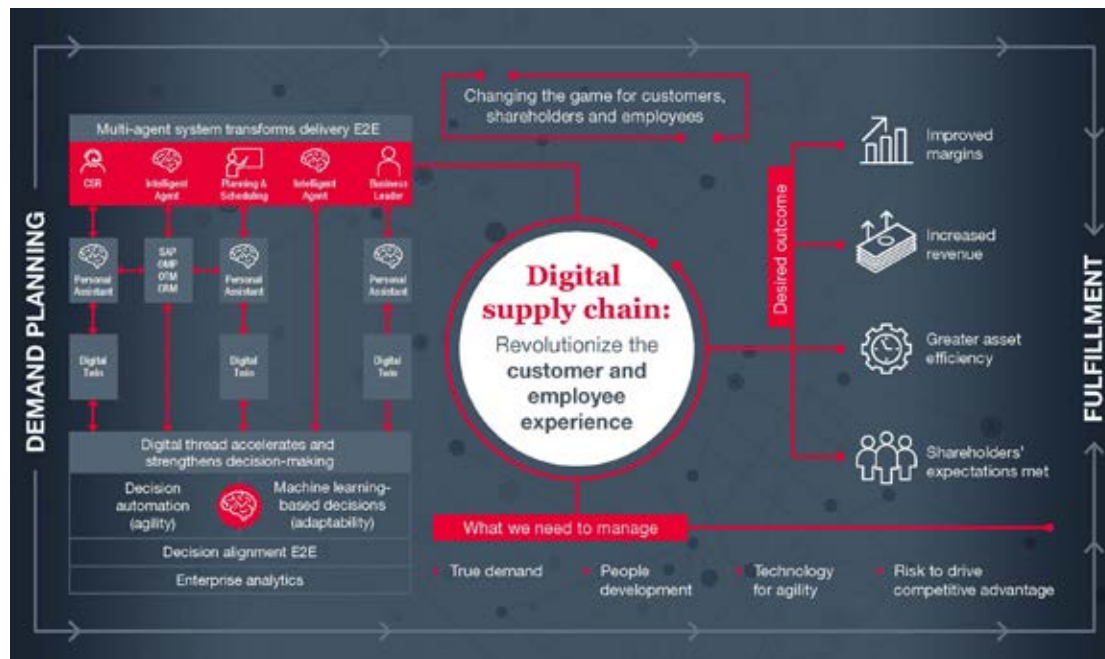 DEMAND PLANNING
Multi-agent system transforms delivery E2E
CSR
Intelligent
Agent
Planning &
Scheduling
Intelligent
Agent
Business
Leader
Personal
Assistant
SAP
OMP
OTM
CRM
Personal
Assistant
Personal
Assistant
Digital
Twin
Digital
Twin
Digital
Twin
Digital thread accelerates and
strengthens decision-making
Decision
automation
(agility)
Machine learning-
based decisions
(adaptability)
Decision alignment E2E
Enterprise analytics
Changing the game for customers,
shareholders and employees
Digital
supply chain:
Revolutionize the
customer and
employee
experience
Desired outcome
Improved
margins
Increased
revenue
Greater asset
efficiency
Shareholders'
expectations met
What we need to manage
True demand
People
development
Technology
for agility
Risk to drive
competitive advantage
FULFILLMENT